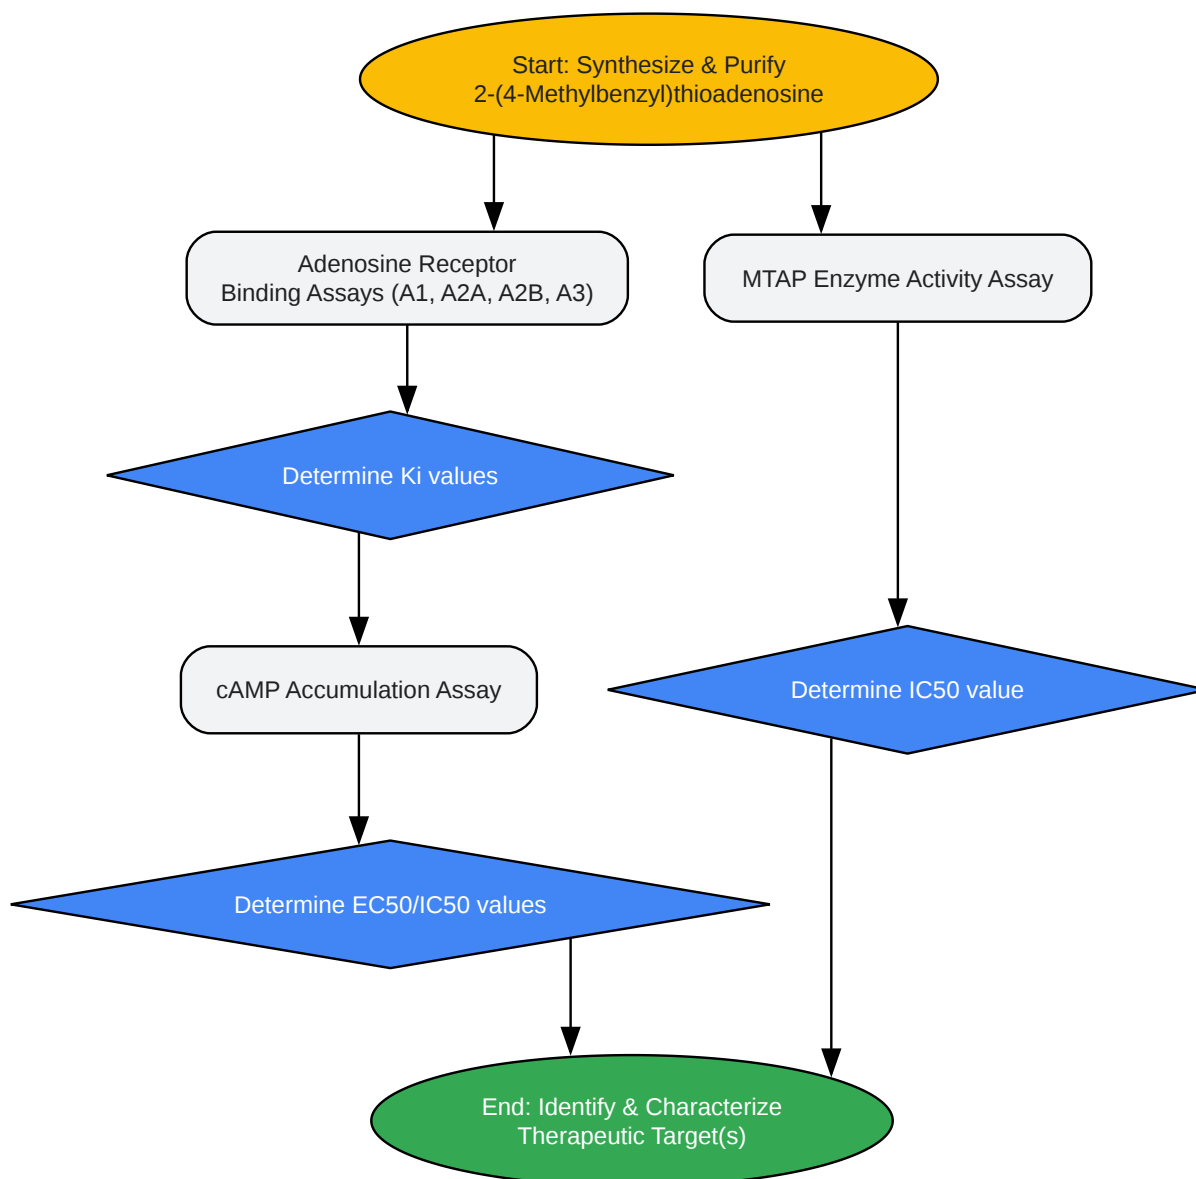 Start: Synthesize & Purify
2-(4-Methylbenzyl)thioadenosine
Adenosine Receptor
Binding Assays (A1, A2A, A2B, A3)
MTAP Enzyme Activity Assay
Determine Ki values
cAMP Accumulation Assay
Determine IC50 value
Determine EC50/IC50 values
End: Identify & Characterize
Therapeutic Target(s)